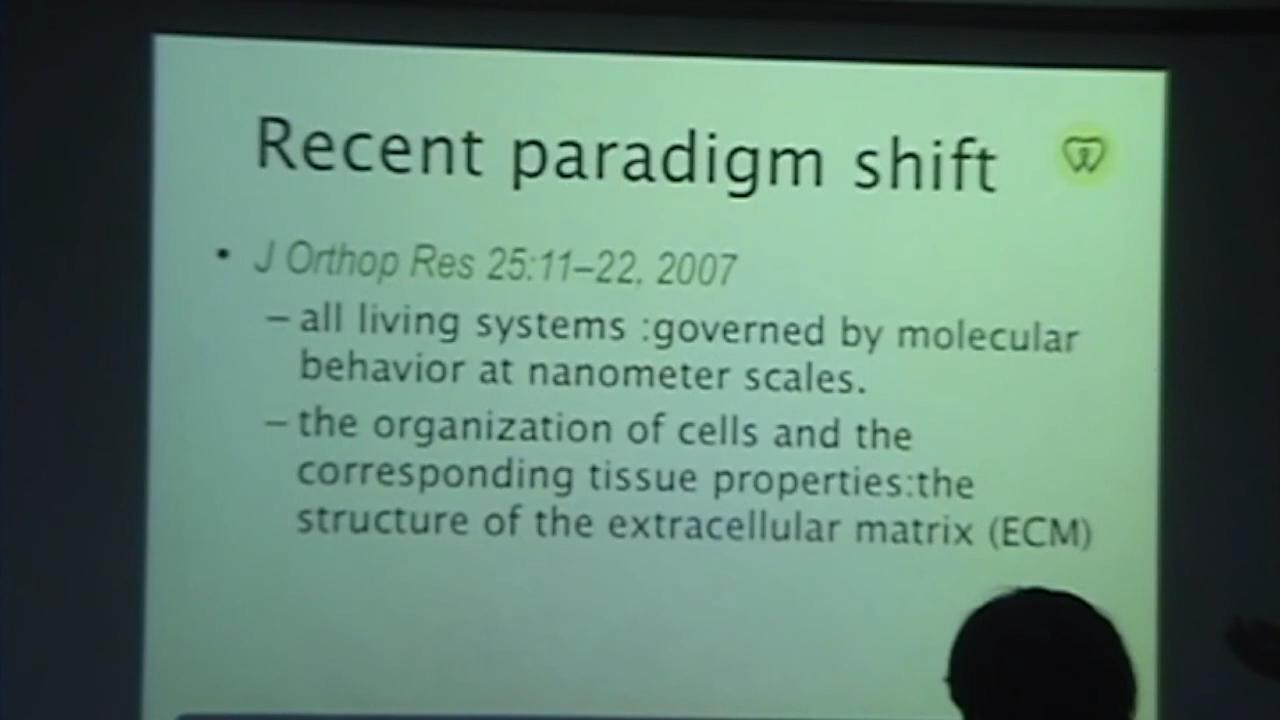 Recent paradigm shift
• J Orthop Res 25:11–22, 2007
– all living systems :governed by molecular
behavior at nanometer scales.
– the organization of cells and the
corresponding tissue properties:the
structure of the extracellular matrix (ECM)